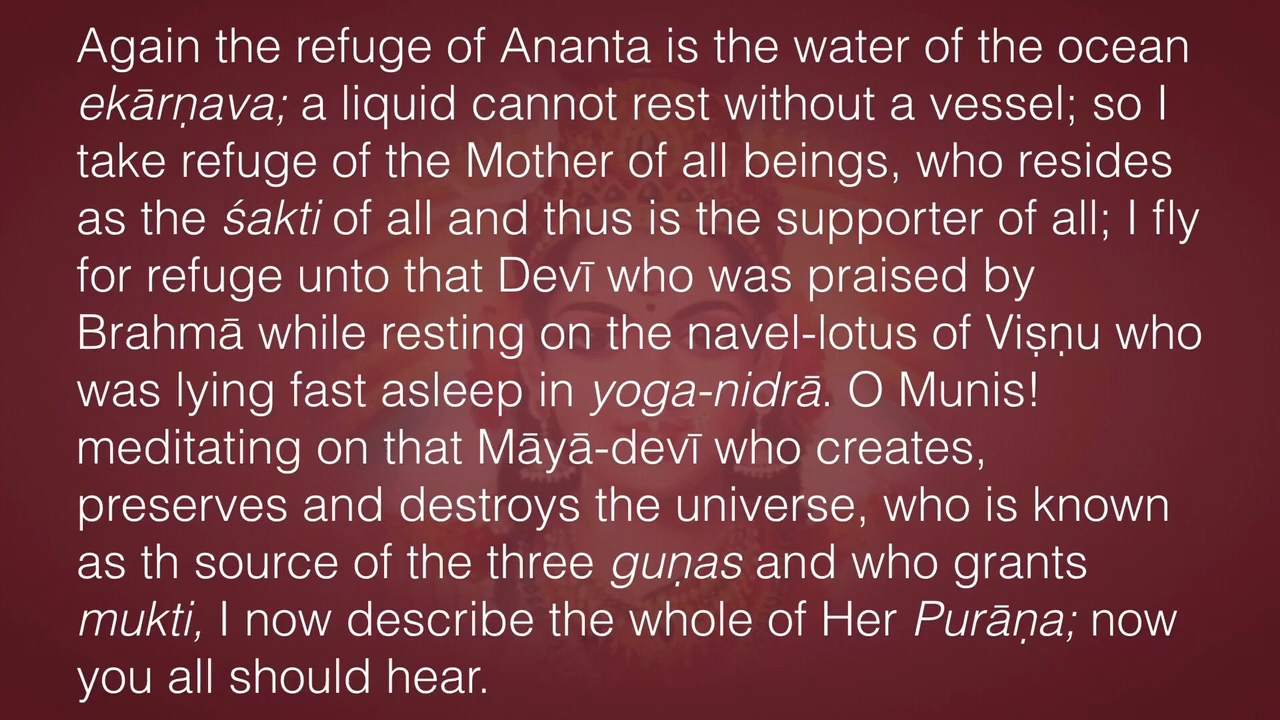 Again the refuge of Ananta is the water of the ocean
ekārṇava; a liquid cannot rest without a vessel; so I
take refuge of the Mother of all beings, who resides
as the śakti of all and thus is the supporter of all; I fly
for refuge unto that Devī who was praised by
Brahmā while resting on the navel-lotus of Viṣṇu who
was lying fast asleep in yoga-nidrā. O Munis!
meditating on that Māyā-devī who creates,
preserves and destroys the universe, who is known
as th source of the three guṇas and who grants
mukti, I now describe the whole of Her Purāṇa; now
you all should hear.